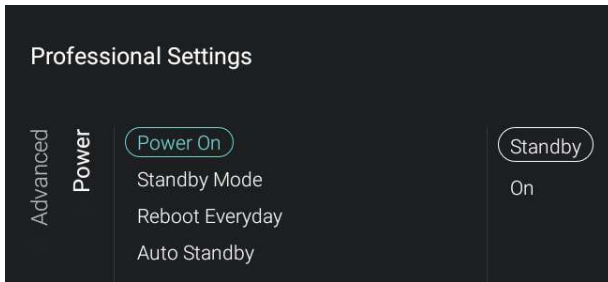 Professional Settings
Advanced
Power
Power On
Standby Mode
Reboot Everyday
Auto Standby
Standby
On